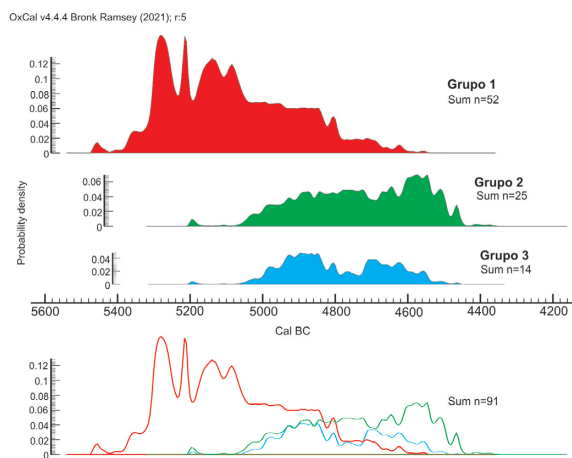 OxCal v4.4.4 Bronk Ramsey (2021); r:5
0.12
0.1
0.08
0.06
0.04
0.02
0
Grupo 1
Sum n=52
0.06
0.04
0.02
0
Grupo 2
Sum n=25
0.04
0.02
0
Grupo 3
Sum n=14
Probability density
5600 5400 5200 5000 4800 4600 4400 4200
Cal BC
0.12
0.1
0.08
0.06
0.04
0.02
0
Sum n=91